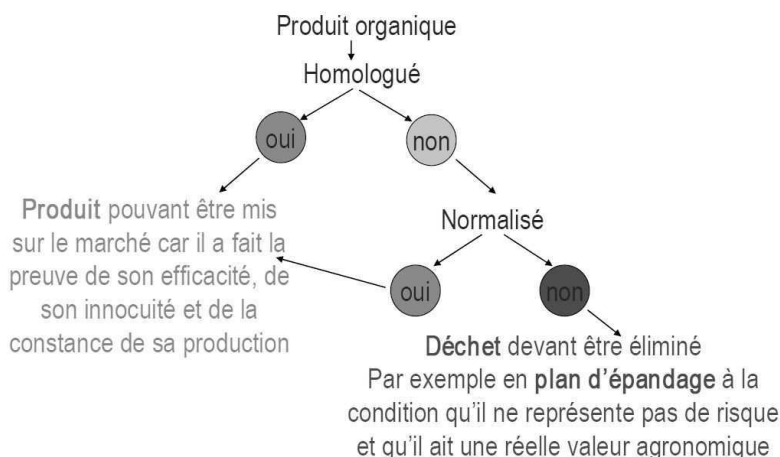 Produit organique
Homologué
oui
non
Produit pouvant être mis
sur le marché car il a fait la
preuve de son efficacité, de
son innocuité et de la
constance de sa production
Normalisé
oui
non
Déchet devant être éliminé
Par exemple en plan d'épandage à la
condition qu'il ne représente pas de risque
et qu'il ait une réelle valeur agronomique